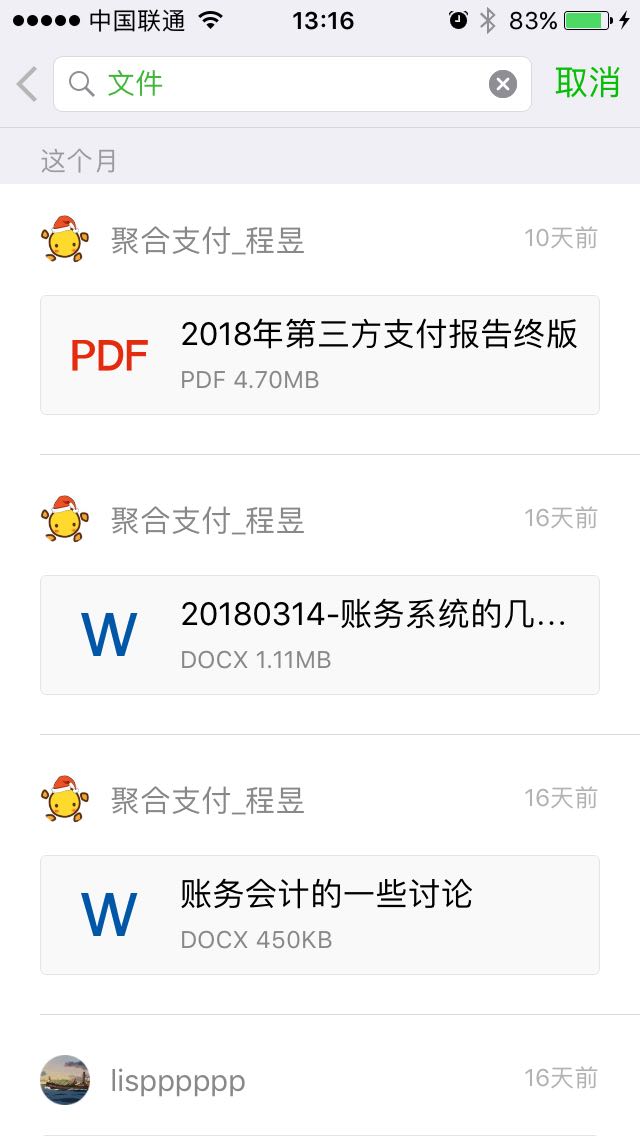 中国联通 13:16 83%
文件 取消
这个月
聚合支付_程昱 10天前
PDF
2018年第三方支付报告终版
PDF 4.70MB
聚合支付_程昱 16天前
W
20180314-账务系统的几...
DOCX 1.11MB
聚合支付_程昱 16天前
W
账务会计的一些讨论
DOCX 450KB
lispppppp 16天前